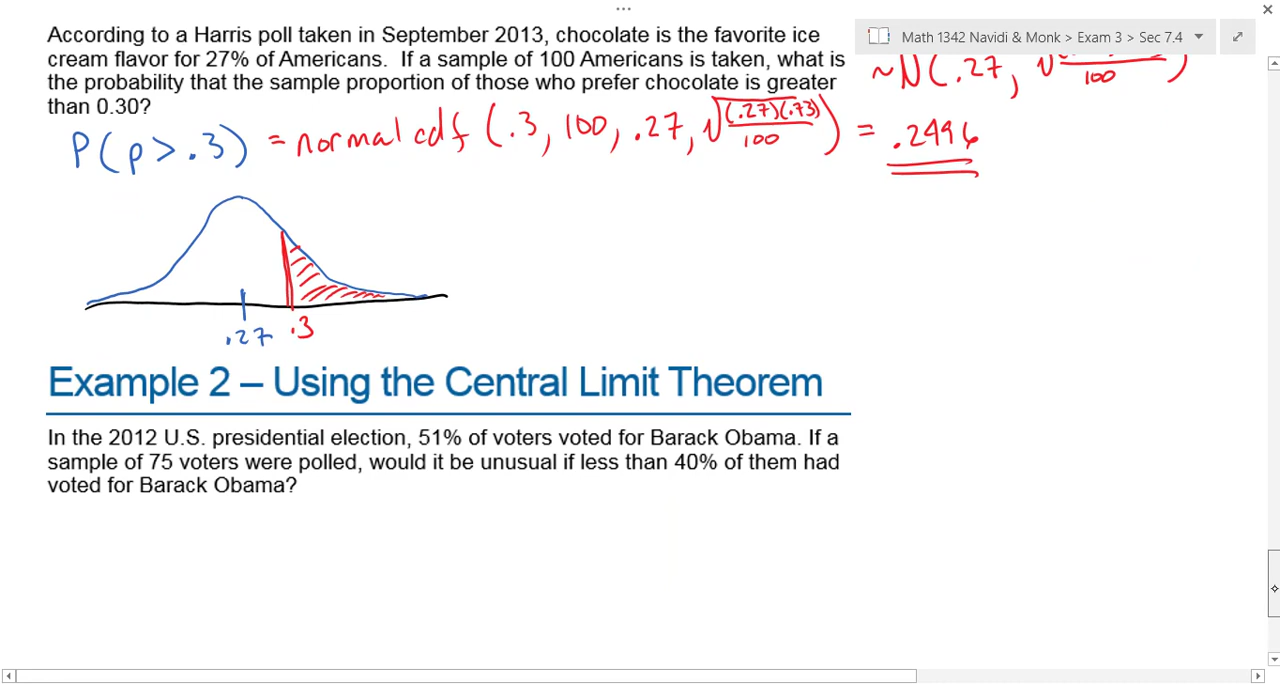 According to a Harris poll taken in September 2013, chocolate is the favorite ice
cream flavor for 27% of Americans. If a sample of 100 Americans is taken, what is
the probability that the sample proportion of those who prefer chocolate is greater
than 0.30?
Math 1342 Navidi & Monk > Exam 3 > Sec 7.4
~N(.27, √ 100 )
P(p > .3) = normalcdf (.3, 100, .27, √(.27)(.73)/100) = .2496
.27 .3
Example 2 – Using the Central Limit Theorem
In the 2012 U.S. presidential election, 51% of voters voted for Barack Obama. If a
sample of 75 voters were polled, would it be unusual if less than 40% of them had
voted for Barack Obama?